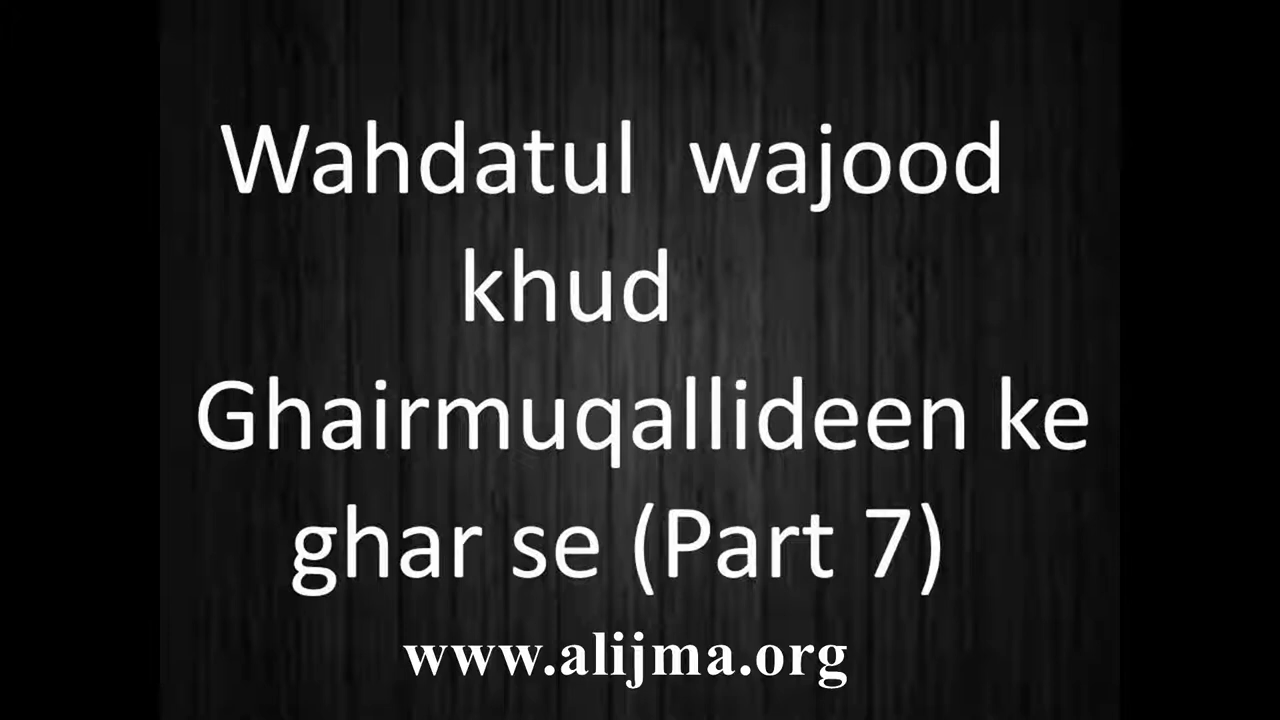 Wahdatul wajood
khud
Ghairmuqallideen ke
ghar se (Part 7)
www.alijma.org